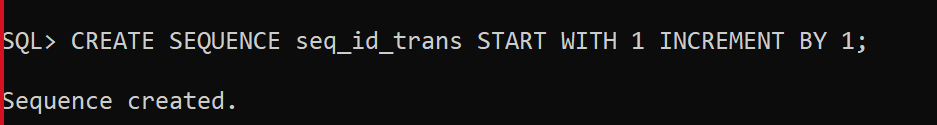 SQL> CREATE SEQUENCE seq_id_trans START WITH 1 INCREMENT BY 1;
Sequence created.